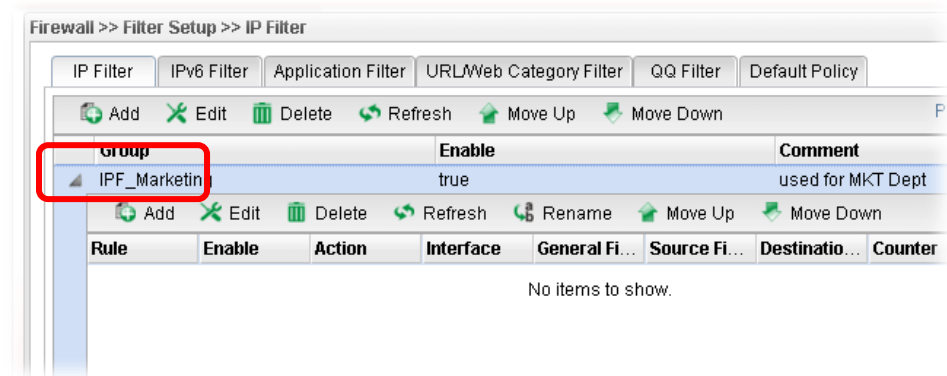 Firewall >> Filter Setup >> IP Filter
IP Filter IPv6 Filter Application Filter URL/Web Category Filter QQ Filter Default Policy
Add Edit Delete Refresh Move Up Move Down P
Group Enable Comment
IPF_Marketing true used for MKT Dept
Add Edit Delete Refresh Rename Move Up Move Down
Rule Enable Action Interface General Fi... Source Fi... Destinatio... Counter
No items to show.